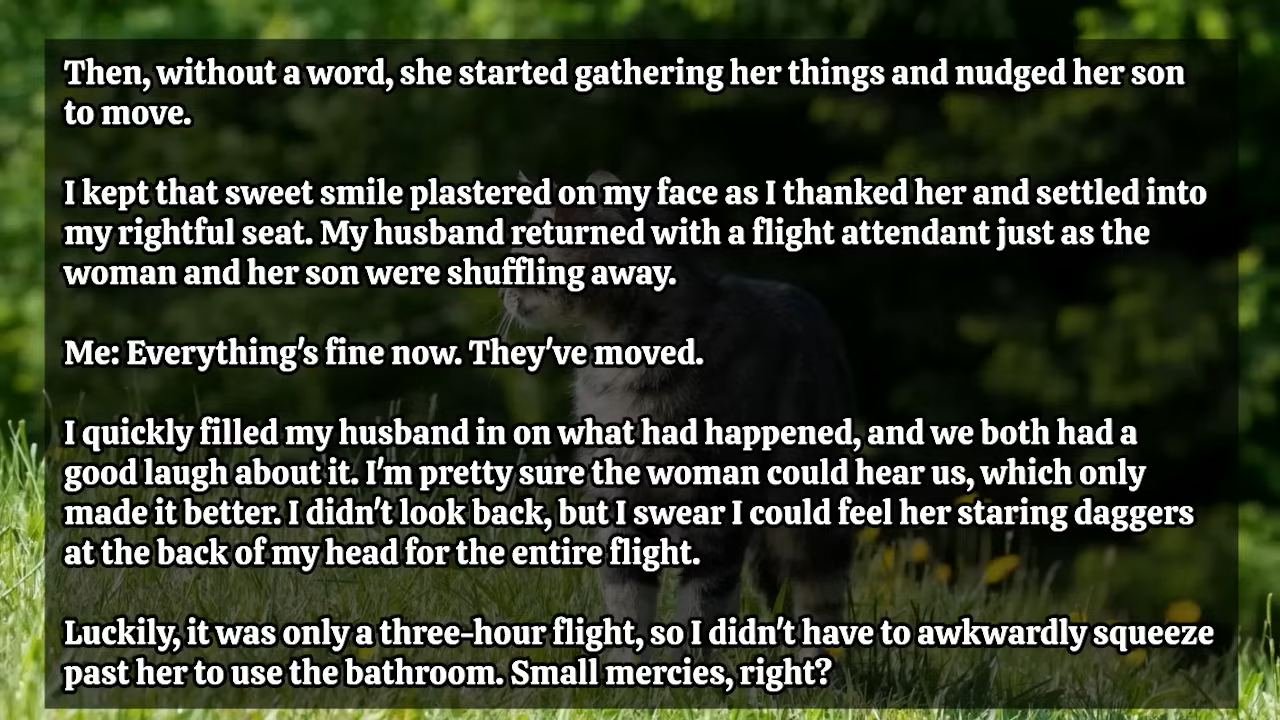 Then, without a word, she started gathering her things and nudged her son
to move.
I kept that sweet smile plastered on my face as I thanked her and settled into
my rightful seat. My husband returned with a flight attendant just as the
woman and her son were shuffling away.
Me: Everything's fine now. They've moved.
I quickly filled my husband in on what had happened, and we both had a
good laugh about it. I'm pretty sure the woman could hear us, which only
made it better. I didn't look back, but I swear I could feel her staring daggers
at the back of my head for the entire flight.
Luckily, it was only a three-hour flight, so I didn't have to awkwardly squeeze
past her to use the bathroom. Small mercies, right?